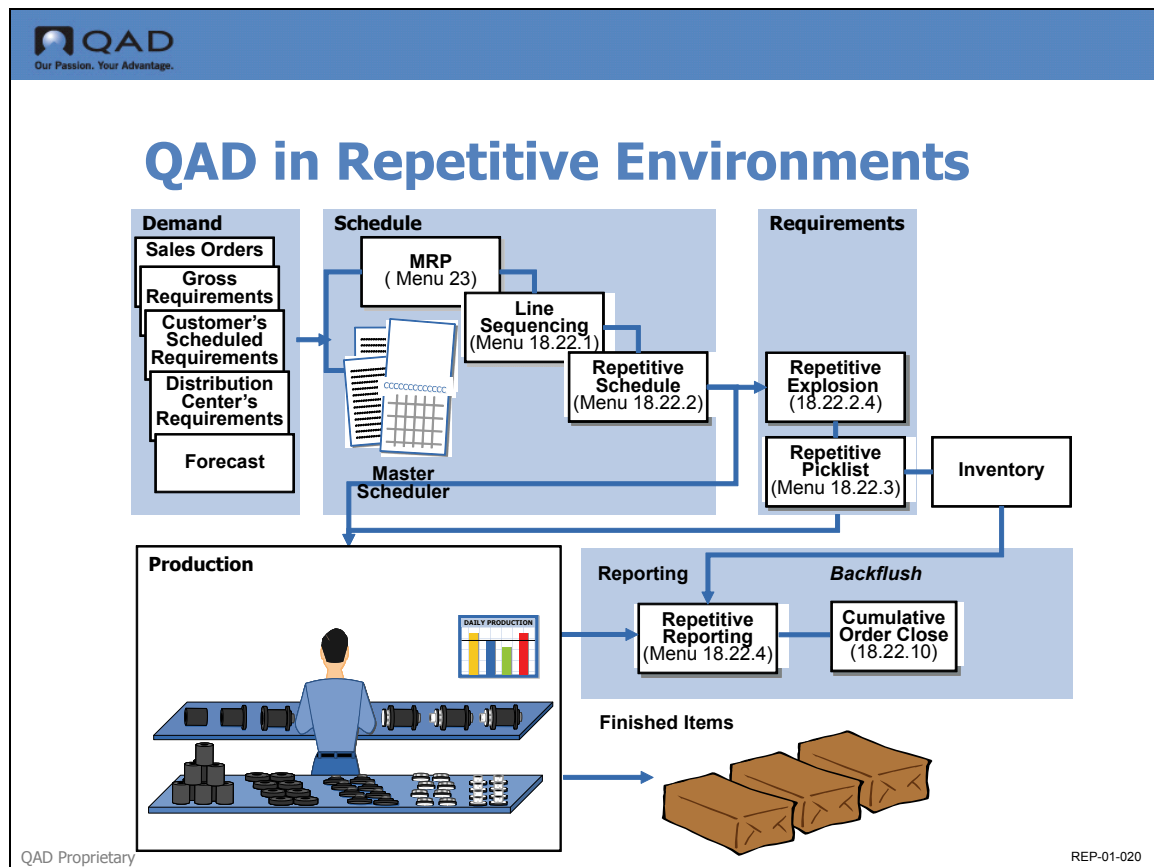 QAD
Our Passion. Your Advantage.
QAD in Repetitive Environments
Demand
Sales Orders
Gross
Requirements
Customer's
Scheduled
Requirements
Distribution
Center's
Requirements
Forecast
Schedule
MRP
( Menu 23)
Line
Sequencing
(Menu 18.22.1)
Repetitive
Schedule
(Menu 18.22.2)
CCCCCCCCCCCCC
Master
Scheduler
Requirements
Repetitive
Explosion
(18.22.2.4)
Repetitive
Picklist
(Menu 18.22.3)
Inventory
Production
DAILY PRODUCTION
Reporting
Backflush
Repetitive
Reporting
(Menu 18.22.4)
Cumulative
Order Close
(18.22.10)
Finished Items
QAD Proprietary
REP-01-020